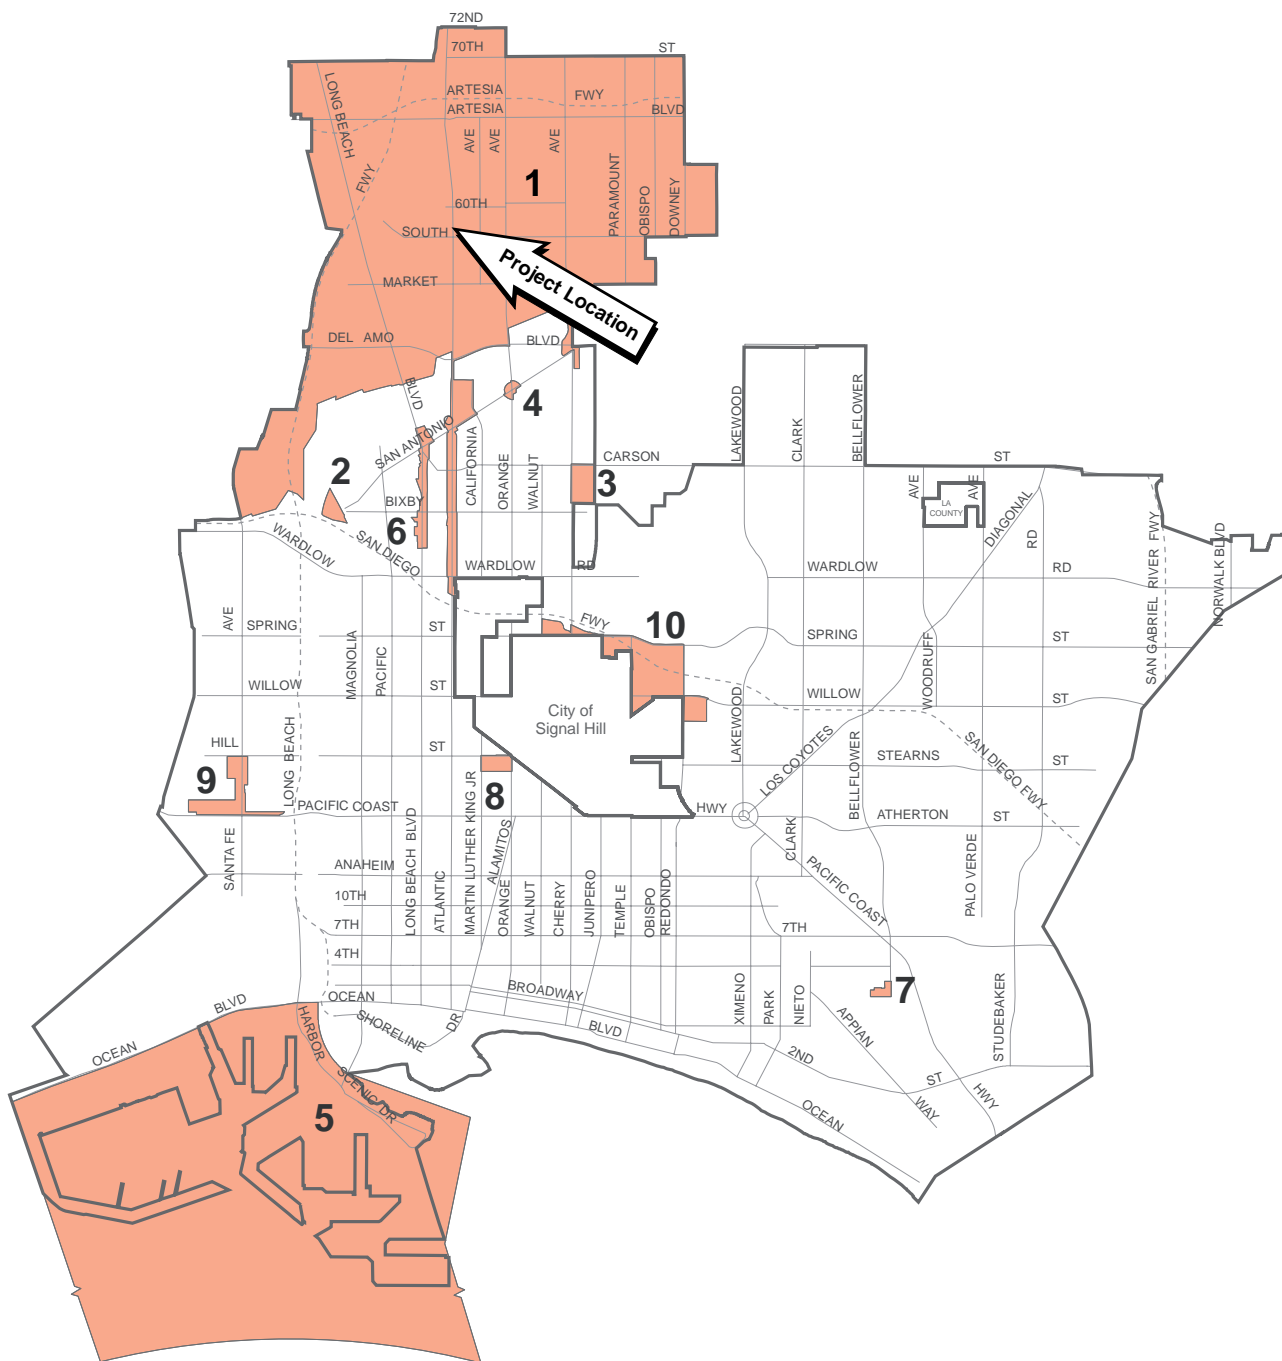 72ND
70TH
ST
LONG BEACH
ARTESIA
FWY
ARTESIA
BLVD
AVE
AVE
AVE
FWY
1
PARAMOUNT
OBISPO
DOWNEY
60TH
SOUTH
Project Location
MARKET
DEL AMO
BLVD
BLVD
4
LAKEWOOD
CLARK
BELLFLOWER
SAN ANTONIO
CALIFORNIA
ORANGE
WALNUT
CARSON
ST
2
3
BIXBY
6
AVE
AVE
LA
COUNTY
DIAGONAL
RD
SAN GABRIEL RIVER FWY
NORWALK BLVD
WARDLOW
SAN DIEGO
WARDLOW
RD
WARDLOW
RD
AVE
SPRING
ST
FWY
10
SPRING
ST
MAGNOLIA
PACIFIC
WOODRUFF
WILLOW
ST
LAKEWOOD
WILLOW
ST
City of
Signal Hill
HILL
ST
LONG BEACH
LOS COYOTES
BELLFLOWER
STEARNS
ST
SAN DIEGO FWY
9
8
PACIFIC COAST
HWY
ATHERTON
ST
SANTA FE
LONG BEACH BLVD
ATLANTIC
MARTIN LUTHER KING JR
ALAMITOS
ORANGE
WALNUT
CHERRY
JUNIPERO
TEMPLE
OBISPO
REDONDO
CLARK
PACIFIC COAST
PALO VERDE
ANAHEIM
10TH
7TH
7TH
4TH
7
BLVD
OCEAN
BROADWAY
XIMENO
PARK
NIETO
APPIAN
STUDEBAKER
HARBOR
SHORELINE
DR
BLVD
OCEAN
2ND
ST
SCENIC DR
5
WAY
HWY
OCEAN